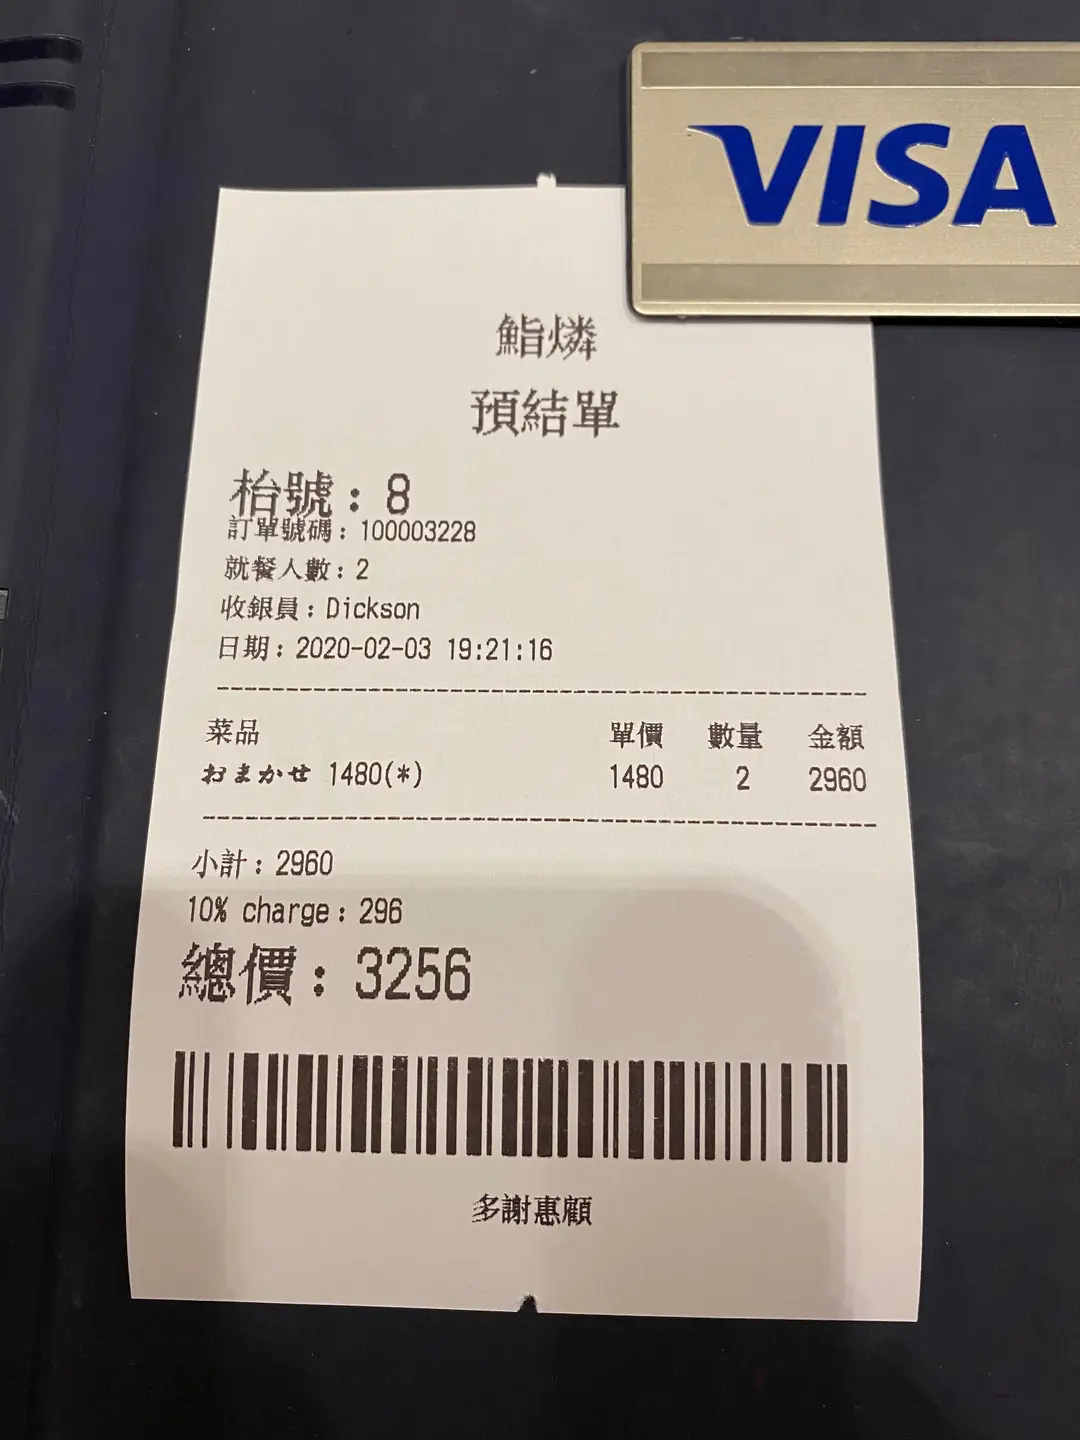 VISA
鮨燐
預結單
枱號：8
訂單號碼：100003228
就餐人數：2
收銀員：Dickson
日期：2020-02-03 19:21:16
菜品 單價 數量 金額
おまかせ 1480(*) 1480 2 2960
小計：2960
10% charge：296
總價：3256
多謝惠顧